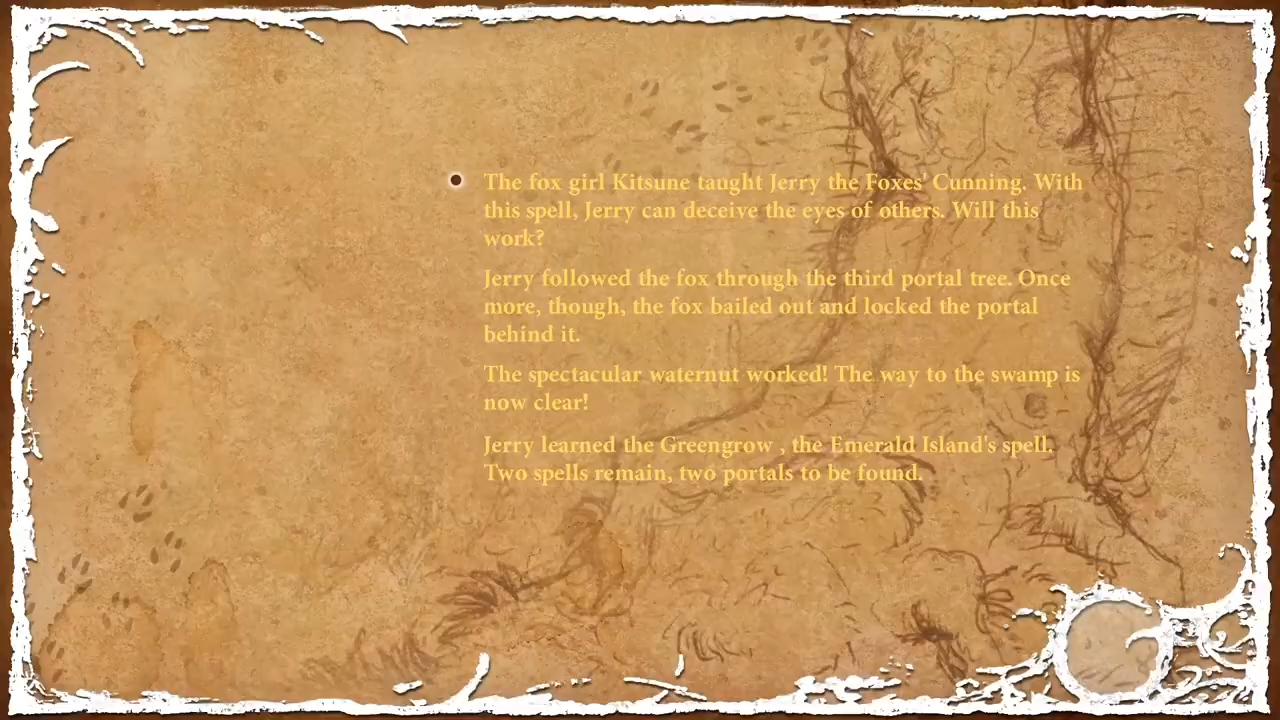 The fox girl Kitsune taught Jerry the Foxes' Cunning. With
this spell, Jerry can deceive the eyes of others. Will this
work?
Jerry followed the fox through the third portal tree. Once
more, though, the fox bailed out and locked the portal
behind it.
The spectacular waternut worked! The way to the swamp is
now clear!
Jerry learned the Greengrow , the Emerald Island's spell.
Two spells remain, two portals to be found.